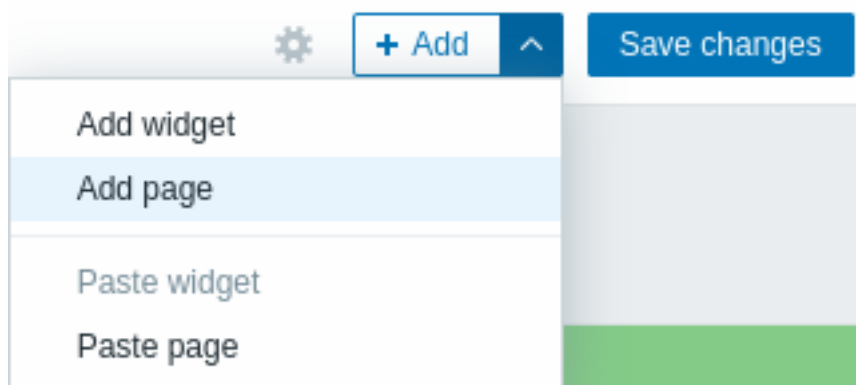 + Add
Save changes
Add widget
Add page
Paste widget
Paste page